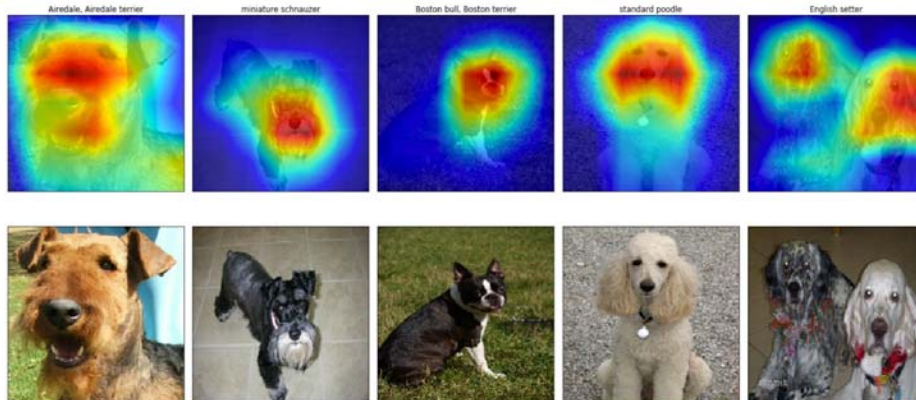 Airedale, Airedale terrier
miniature schnauzer
Boston bull, Boston terrier
standard poodle
English setter